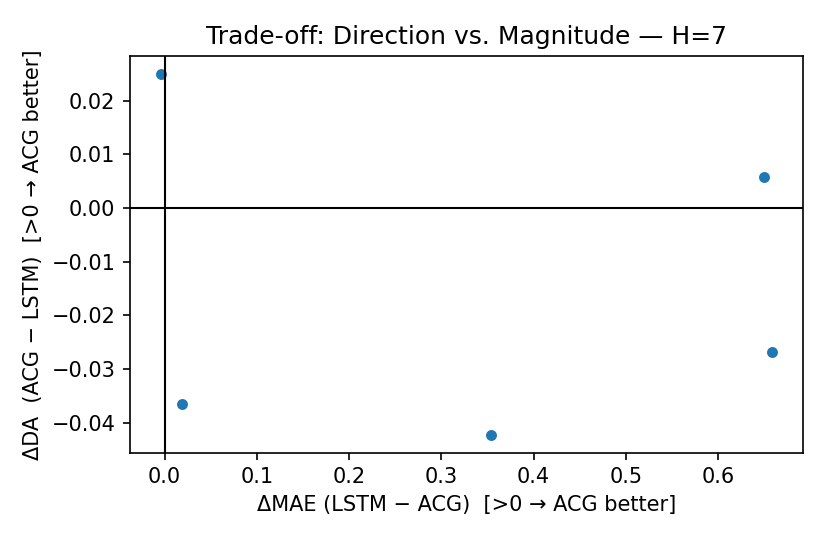 Trade-off: Direction vs. Magnitude — H=7
ΔDA (ACG − LSTM) [>0 → ACG better]
0.02
0.01
0.00
−0.01
−0.02
−0.03
−0.04
0.0 0.1 0.2 0.3 0.4 0.5 0.6
ΔMAE (LSTM − ACG) [>0 → ACG better]